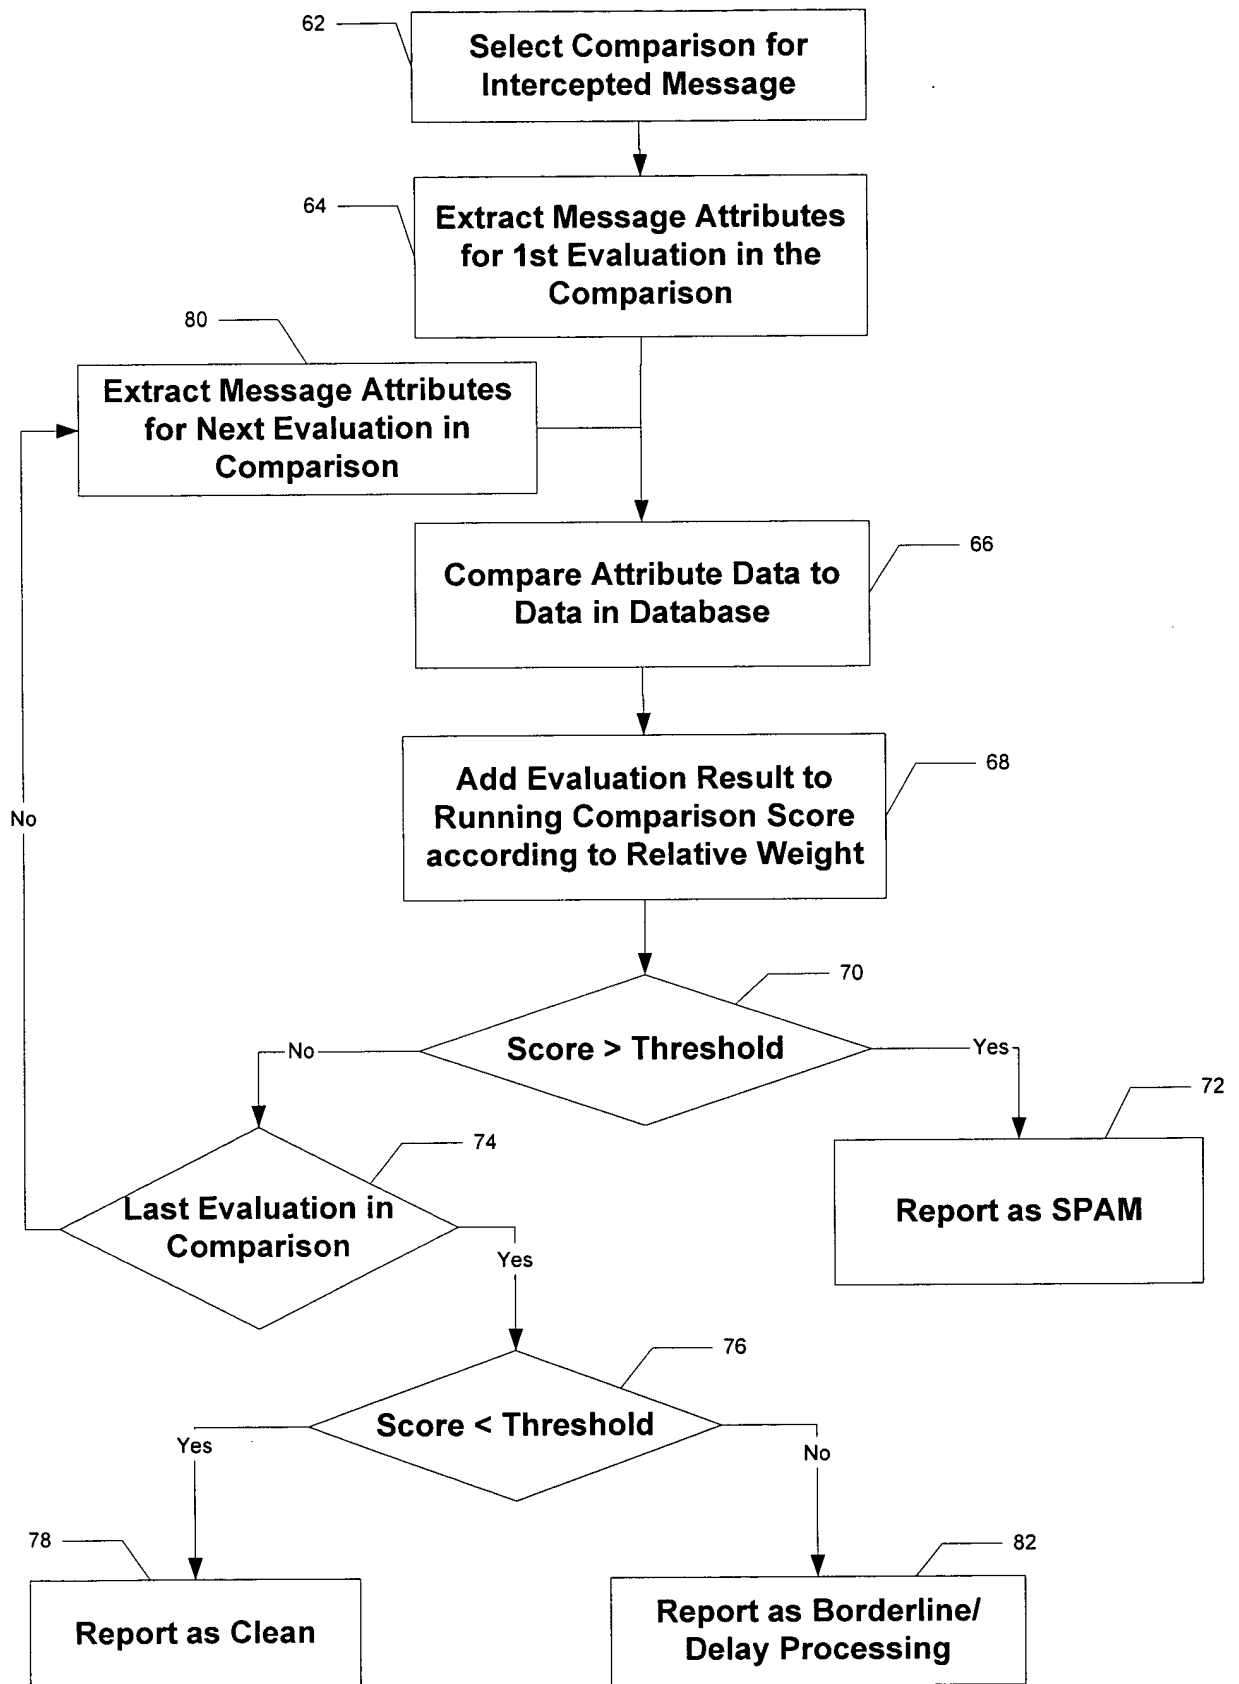 62
Select Comparison for
Intercepted Message
64
Extract Message Attributes
for 1st Evaluation in the
Comparison
80
Extract Message Attributes
for Next Evaluation in
Comparison
66
Compare Attribute Data to
Data in Database
68
Add Evaluation Result to
Running Comparison Score
according to Relative Weight
No
70
Score > Threshold
No
Yes
72
Report as SPAM
74
Last Evaluation in
Comparison
Yes
76
Score < Threshold
Yes
No
78
Report as Clean
82
Report as Borderline/
Delay Processing